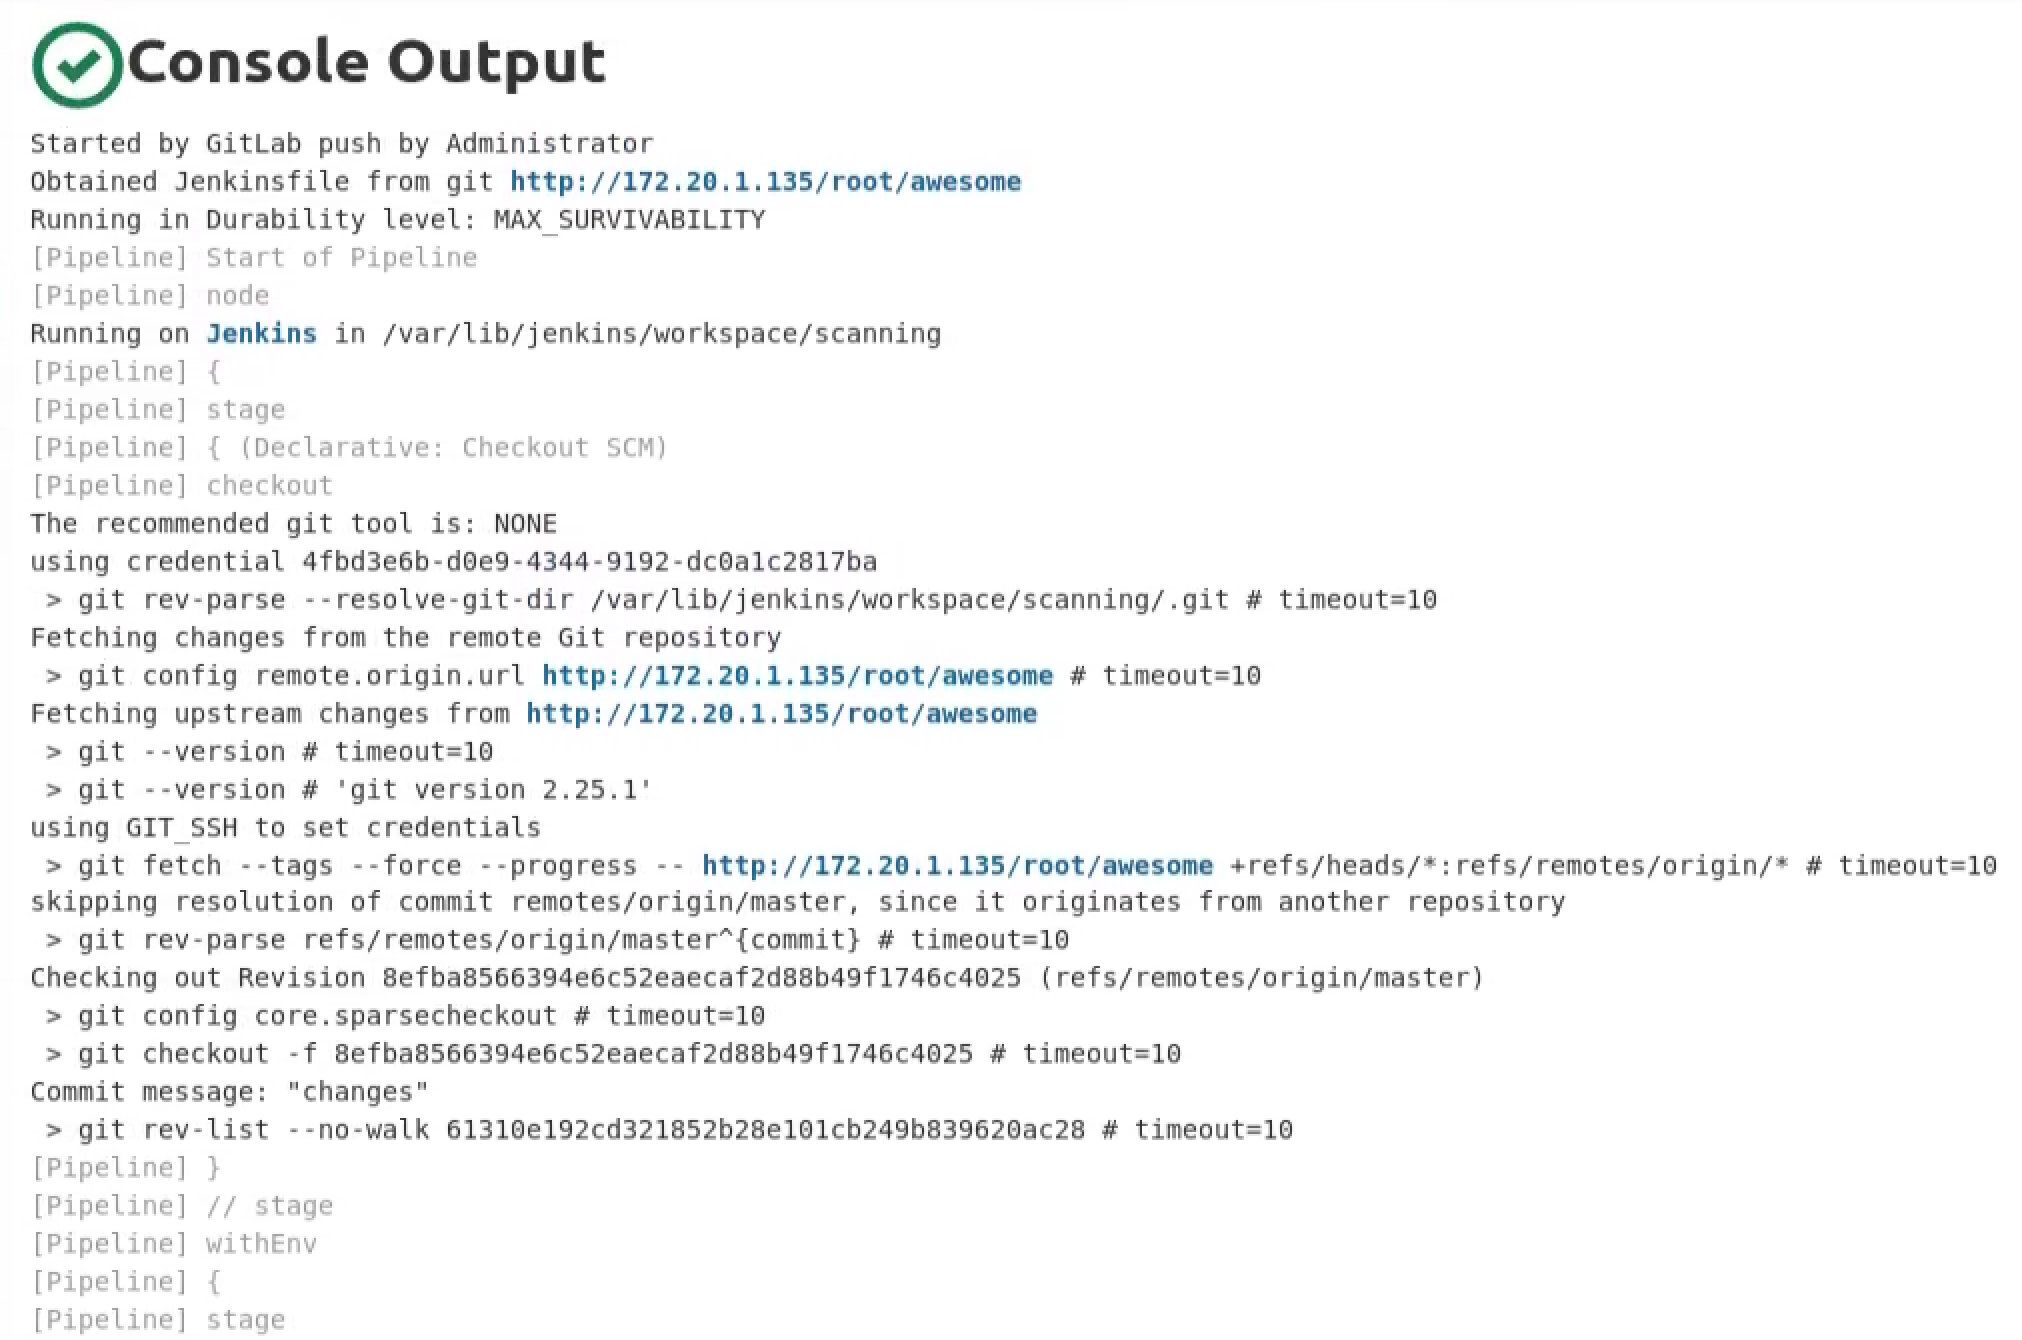 Console Output
Started by GitLab push by Administrator
Obtained Jenkinsfile from git http://172.20.1.135/root/awesome
Running in Durability level: MAX_SURVIVABILITY
[Pipeline] Start of Pipeline
[Pipeline] node
Running on Jenkins in /var/lib/jenkins/workspace/scanning
[Pipeline] {
[Pipeline] stage
[Pipeline] { (Declarative: Checkout SCM)
[Pipeline] checkout
The recommended git tool is: NONE
using credential 4fbd3e6b-d0e9-4344-9192-dc0a1c2817ba
 > git rev-parse --resolve-git-dir /var/lib/jenkins/workspace/scanning/.git # timeout=10
Fetching changes from the remote Git repository
 > git config remote.origin.url http://172.20.1.135/root/awesome # timeout=10
Fetching upstream changes from http://172.20.1.135/root/awesome
 > git --version # timeout=10
 > git --version # 'git version 2.25.1'
using GIT_SSH to set credentials
 > git fetch --tags --force --progress -- http://172.20.1.135/root/awesome +refs/heads/*:refs/remotes/origin/* # timeout=10
skipping resolution of commit remotes/origin/master, since it originates from another repository
 > git rev-parse refs/remotes/origin/master^{commit} # timeout=10
Checking out Revision 8efba8566394e6c52eaecaf2d88b49f1746c4025 (refs/remotes/origin/master)
 > git config core.sparsecheckout # timeout=10
 > git checkout -f 8efba8566394e6c52eaecaf2d88b49f1746c4025 # timeout=10
Commit message: "changes"
 > git rev-list --no-walk 61310e192cd321852b28e101cb249b839620ac28 # timeout=10
[Pipeline] }
[Pipeline] // stage
[Pipeline] withEnv
[Pipeline] {
[Pipeline] stage